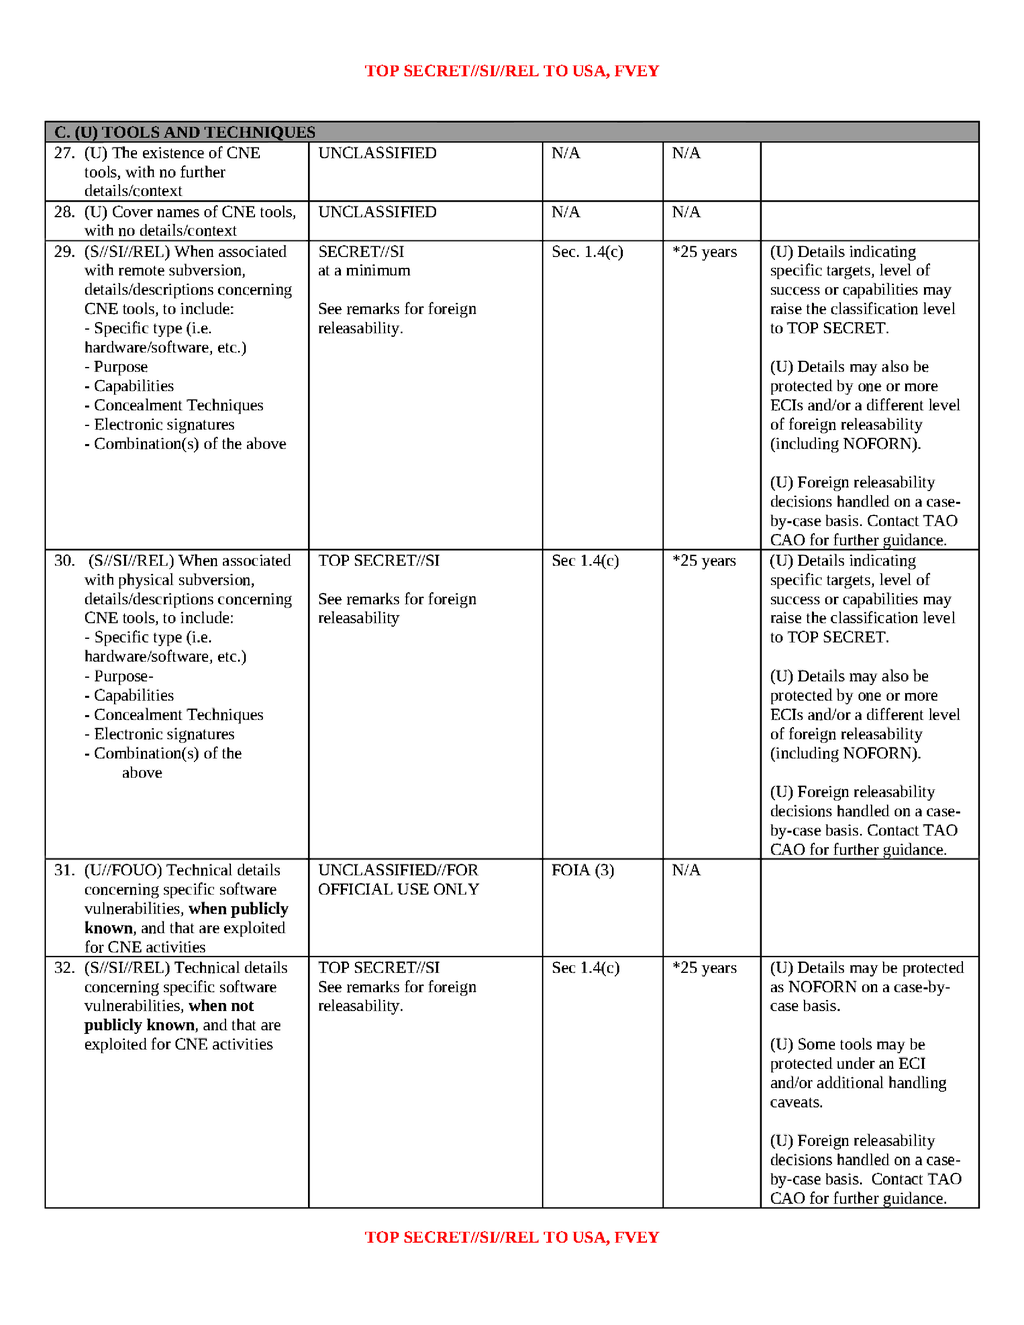 TOP SECRET//SI//REL TO USA, FVEY
C. (U) TOOLS AND TECHNIQUES
27. (U) The existence of CNE
tools, with no further
details/context
UNCLASSIFIED
N/A
N/A
28. (U) Cover names of CNE tools,
with no details/context
UNCLASSIFIED
N/A
N/A
29. (S//SI//REL) When associated
with remote subversion,
details/descriptions concerning
CNE tools, to include:
- Specific type (i.e.
hardware/software, etc.)
- Purpose
- Capabilities
- Concealment Techniques
- Electronic signatures
- Combination(s) of the above
SECRET//SI
at a minimum
See remarks for foreign
releasability.
Sec. 1.4(c)
*25 years
(U) Details indicating
specific targets, level of
success or capabilities may
raise the classification level
to TOP SECRET.
(U) Details may also be
protected by one or more
ECIs and/or a different level
of foreign releasability
(including NOFORN).
(U) Foreign releasability
decisions handled on a case-
by-case basis. Contact TAO
CAO for further guidance.
30. (S//SI//REL) When associated
with physical subversion,
details/descriptions concerning
CNE tools, to include:
- Specific type (i.e.
hardware/software, etc.)
- Purpose-
- Capabilities
- Concealment Techniques
- Electronic signatures
- Combination(s) of the
above
TOP SECRET//SI
See remarks for foreign
releasability
Sec 1.4(c)
*25 years
(U) Details indicating
specific targets, level of
success or capabilities may
raise the classification level
to TOP SECRET.
(U) Details may also be
protected by one or more
ECIs and/or a different level
of foreign releasability
(including NOFORN).
(U) Foreign releasability
decisions handled on a case-
by-case basis. Contact TAO
CAO for further guidance.
31. (U//FOUO) Technical details
concerning specific software
vulnerabilities, when publicly
known, and that are exploited
for CNE activities
UNCLASSIFIED//FOR
OFFICIAL USE ONLY
FOIA (3)
N/A
32. (S//SI//REL) Technical details
concerning specific software
vulnerabilities, when not
publicly known, and that are
exploited for CNE activities
TOP SECRET//SI
See remarks for foreign
releasability.
Sec 1.4(c)
*25 years
(U) Details may be protected
as NOFORN on a case-by-
case basis.
(U) Some tools may be
protected under an ECI
and/or additional handling
caveats.
(U) Foreign releasability
decisions handled on a case-
by-case basis.  Contact TAO
CAO for further guidance.
TOP SECRET//SI//REL TO USA, FVEY